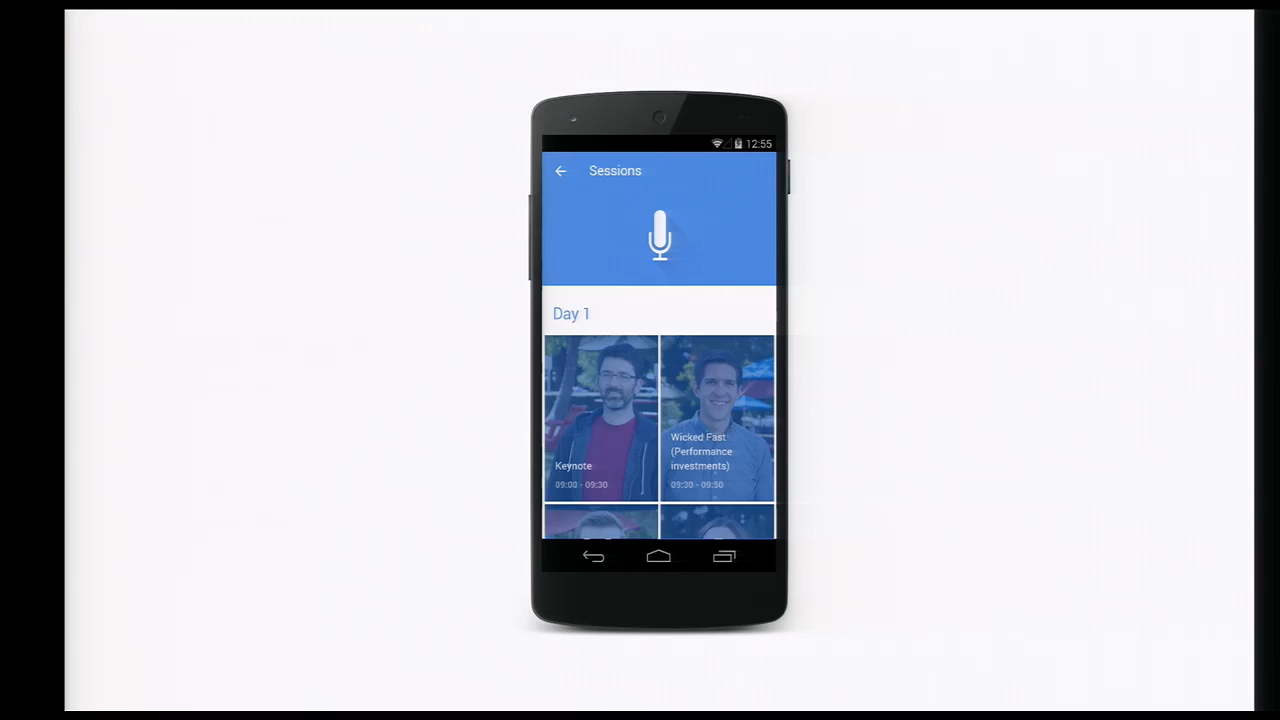 12:55
Sessions
Day 1
Keynote
09:00 - 09:30
Wicked Fast
(Performance
investments)
09:30 - 09:50